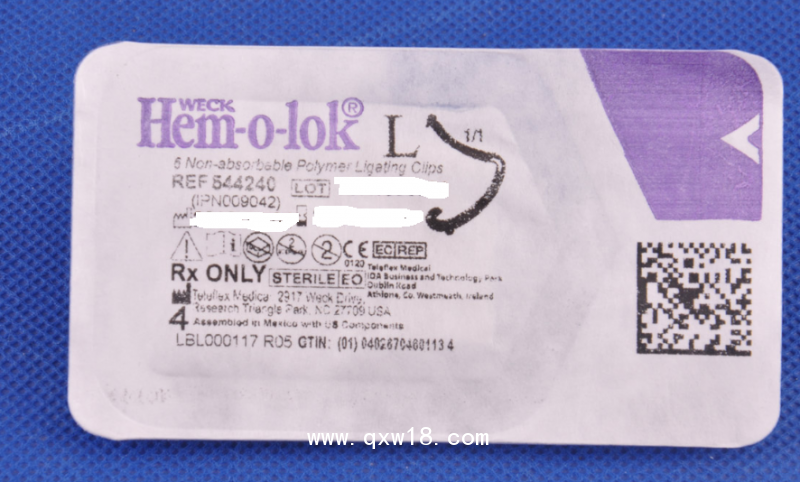 WECK
Hem-o-lok® L 1/1
6 Non-absorbable Polymer Ligating Clips
REF 544240 LOT
(IPN009042)
i 2 2 CE EC REP
0123 Teleflex Medical
Rx ONLY STERILE EO IDA Business and Technology Park
Dublin Road
Athlone, Co. Westmeath, Ireland
Teleflex Medical 2917 Weck Drive,
Research Triangle Park, NC 27709 USA
4 Assembled in Mexico with US Components
LBL000117 R05 GTIN: (01)
www.qxw18.com